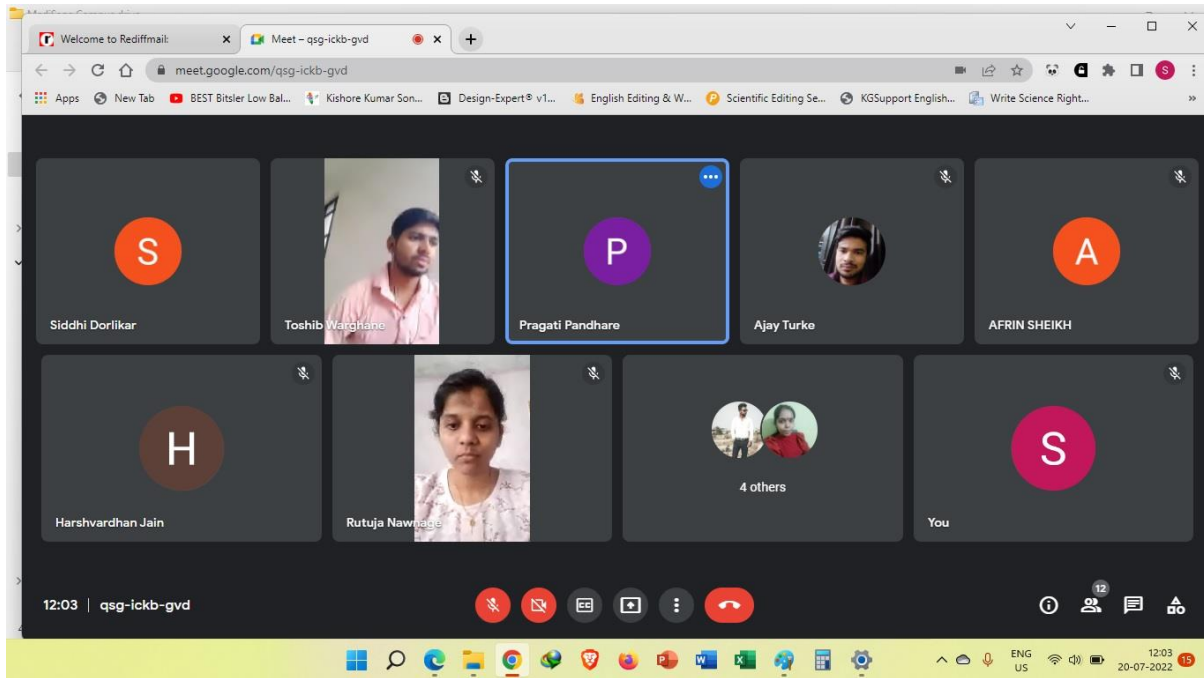 Welcome to Rediffmail:
Meet – qsg-ickb-gvd
meet.google.com/qsg-ickb-gvd
S
Apps New Tab BEST Bitsler Low Bal... Kishore Kumar Son... Design-Expert® v1... English Editing & W... Scientific Editing Se... KGSupport English... Write Science Right... »
S
P
A
Siddhi Dorlikar Toshib Warghane Pragati Pandhare Ajay Turke AFRIN SHEIKH
H
4 others
S
Harshvardhan Jain Rutuja Nawnage You
12:03 | qsg-ickb-gvd
12
ENG 12:03
US 20-07-2022 15